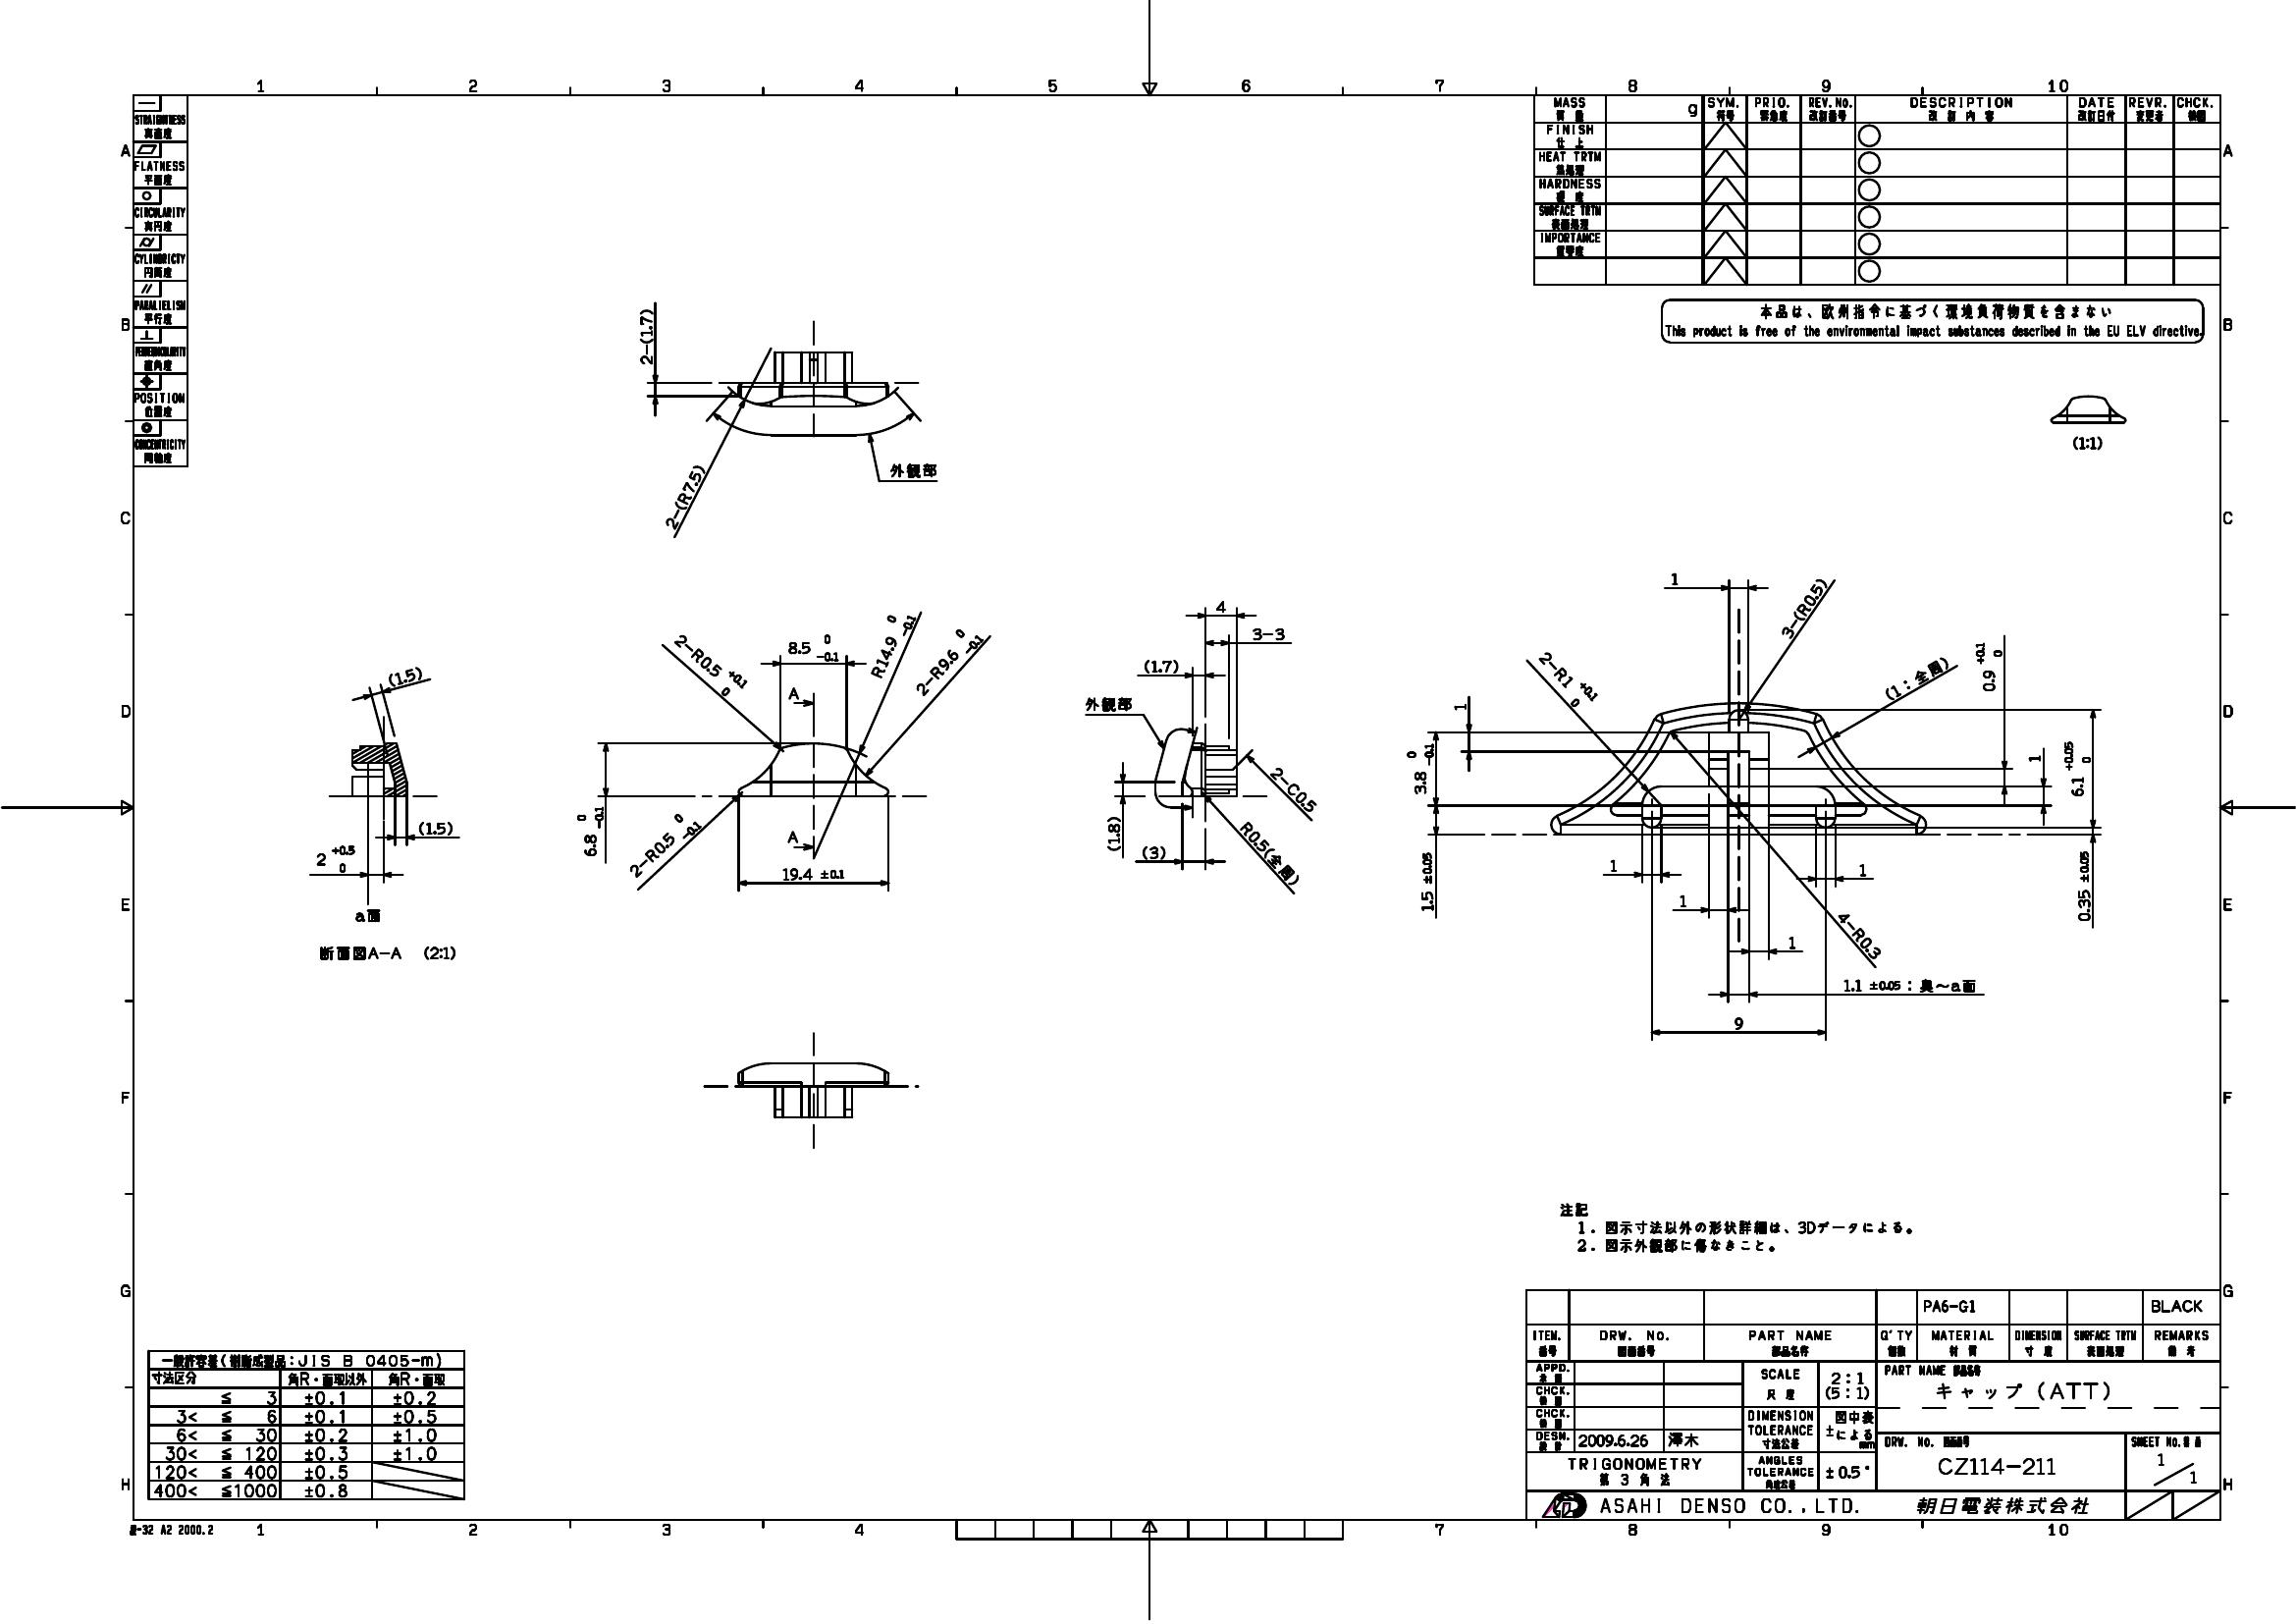 1 2 3 4 5 6 7 8 9 10
A
B
C
D
E
F
G
H
STRAIGHTNESS
真直度
FLATNESS
平面度
CIRCULARITY
真円度
CYLINDRICTY
円筒度
PARALIELISM
平行度
直角度
POSITION
位置度
CONCENTRICITY
同軸度
MASS g SYM. PRIO. REV. No. DESCRIPTION DATE REVR. CHCK.
質量 符号 緊急度 改訂番号 改訂内容 改訂日付 変更者 検図
FINISH
仕上
HEAT TRTM
熱処理
HARDNESS
硬度
SURFACE TRTM
表面処理
IMPORTANCE
重要度
本品は、欧州指令に基づく環境負荷物質を含まない
This product is free of the environmental impact substances described in the EU ELV directive.
(1:1)
2-(1.7)
2-(R7.5)
外観部
(1.5)
(1.5)
2 +0.5 0
a面
断面図A-A (2:1)
2-R0.5 +0.1 0
8.5 0 -0.1
R14.9 0 -0.1
2-R9.6 0 -0.1
A
A
6.8 0 -0.1
2-R0.5 0 -0.1
19.4 ±0.1
4
3-3
(1.7)
外観部
2-C0.5
(1.8)
(3)
R0.5(全周)
1
3-(R0.5)
2-R1 +0.1 0
(1:全周)
0.9 +0.1 0
1
3.8 0 -0.1
1
6.1 +0.05 0
1.5 ±0.05
0.35 ±0.05
1
1
1
1
4-R0.3
1.1 ±0.05:奥~a面
9
注記
1. 図示寸法以外の形状詳細は、3Dデータによる。
2. 図示外観部に傷なきこと。
一般許容差(樹脂成型品:JIS B 0405-m)
寸法区分 角R・面取以外 角R・面取
≦ 3 ±0.1 ±0.2
3< ≦ 6 ±0.1 ±0.5
6< ≦ 30 ±0.2 ±1.0
30< ≦ 120 ±0.3 ±1.0
120< ≦ 400 ±0.5
400< ≦1000 ±0.8
PA6-G1 BLACK
ITEM. DRW. No. PART NAME Q'TY MATERIAL DIMENSION SURFACE TRTM REMARKS
番号 図面番号 部品名称 個数 材質 寸度 表面処理 備考
APPD.
承認
CHCK.
検図
CHCK.
検図
DESN.
設計
2009.6.26 澤木
SCALE
尺度
2:1
(5:1)
DIMENSION
TOLERANCE
寸法公差
図中表
±による
mm
ANGLES
TOLERANCE
角度公差
±0.5°
TRIGONOMETRY
第3角法
PART NAME 部品名称
キャップ(ATT)
DRW. No. 図面番号
CZ114-211
SHEET No.
1
1
ASAHI DENSO CO.,LTD. 朝日電装株式会社
-32 A2 2000.2
1 2 3 4 7 8 9 10